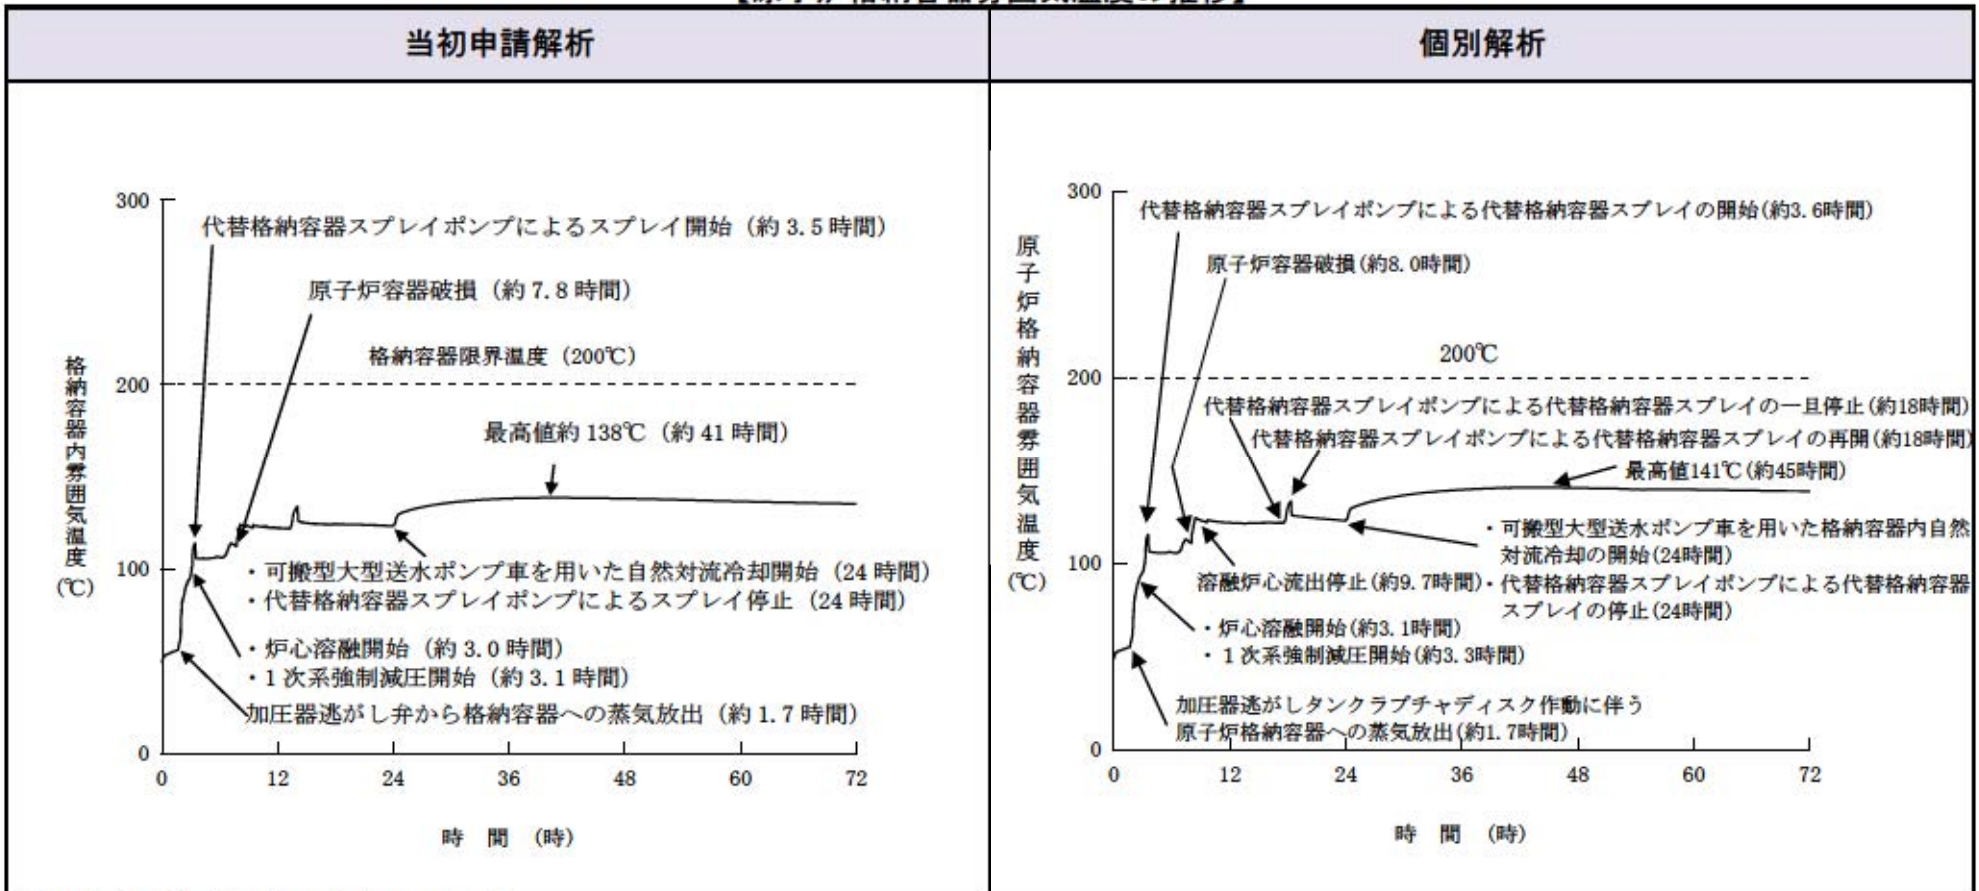 【原子炉格納容器雰囲気温度の推移】
当初申請解析
300
代替格納容器スプレイポンプによるスプレイ開始（約 3.5 時間）
原子炉容器破損（約 7.8 時間）
格納容器限界温度（200℃）
200
最高値約 138℃（約 41 時間）
格納容器内雰囲気温度
(℃)
100
・可搬型大型送水ポンプ車を用いた自然対流冷却開始（24 時間）
・代替格納容器スプレイポンプによるスプレイ停止（24 時間）
・炉心溶融開始（約 3.0 時間）
・1 次系強制減圧開始（約 3.1 時間）
加圧器逃がし弁から格納容器への蒸気放出（約 1.7 時間）
0
0 12 24 36 48 60 72
時 間 (時)
個別解析
300
代替格納容器スプレイポンプによる代替格納容器スプレイの開始(約3.6時間)
原子炉容器破損(約8.0時間)
原子炉格納容器雰囲気温度
(℃)
200℃
200
代替格納容器スプレイポンプによる代替格納容器スプレイの一旦停止(約18時間)
代替格納容器スプレイポンプによる代替格納容器スプレイの再開(約18時間)
最高値141℃(約45時間)
・可搬型大型送水ポンプ車を用いた格納容器内自然
対流冷却の開始(24時間)
100
溶融炉心流出停止(約9.7時間)
・代替格納容器スプレイポンプによる代替格納容器
スプレイの停止(24時間)
・炉心溶融開始(約3.1時間)
・１次系強制減圧開始(約3.3時間)
加圧器逃がしタンクラプチャディスク作動に伴う
原子炉格納容器への蒸気放出(約1.7時間)
0
0 12 24 36 48 60 72
時 間 (時)